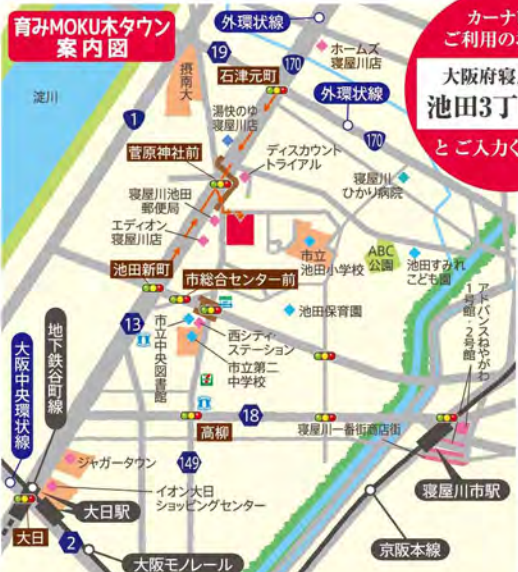 育みMOKU木タウン
案内図
カーナ
ご利用の
大阪府寝
池田3丁
とご入力く
外環状線
ホームズ
寝屋川店
19
170
摂南大
石津元町
淀川
外環状線
1
湯快のゆ
寝屋川店
170
菅原神社前
ディスカウント
トライアル
寝屋川
ひかり病院
寝屋川池田
郵便局
エディオン
寝屋川店
市立
池田小学校
ABC
公園
池田すみれ
こども園
池田新町
市総合センター前
アドバンスねやがわ
1号館・2号館
池田保育園
13
地下鉄谷町線
市立中央図書館
西シティ・
ステーション
市立第二
中学校
大阪中央環状線
18
高柳
寝屋川一番街商店街
149
ジャガータウン
寝屋川市駅
イオン大日
ショッピングセンター
大日駅
大日
2
京阪本線
大阪モノレール